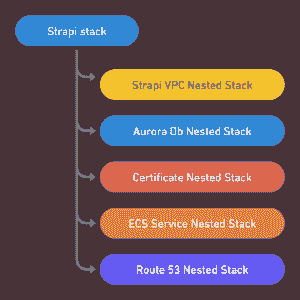 Strapi stack
Strapi VPC Nested Stack
Aurora Db Nested Stack
Certificate Nested Stack
ECS Service Nested Stack
Route 53 Nested Stack